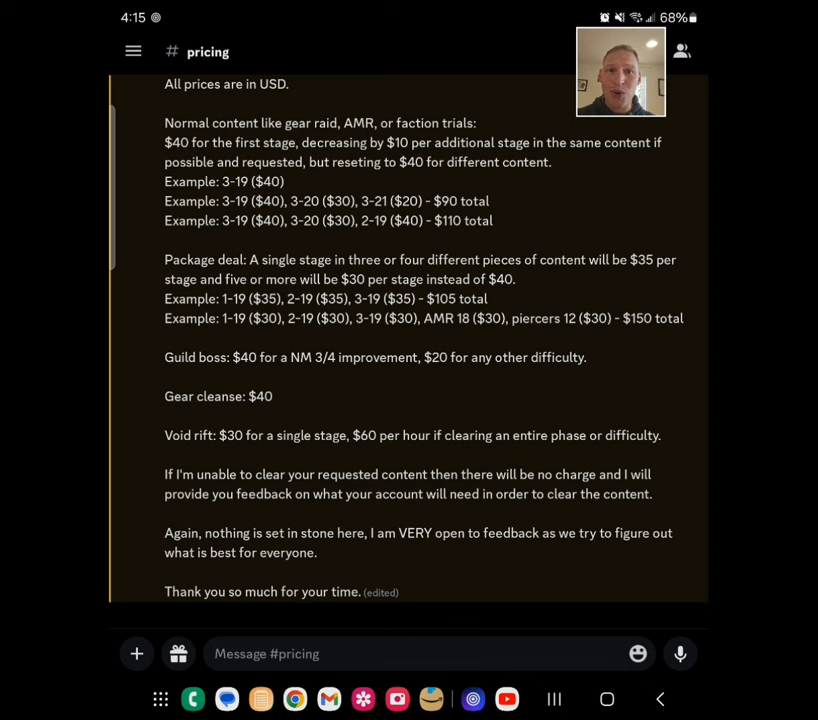 4:15
68%
# pricing
All prices are in USD.
Normal content like gear raid, AMR, or faction trials:
$40 for the first stage, decreasing by $10 per additional stage in the same content if
possible and requested, but resetting to $40 for different content.
Example: 3-19 ($40)
Example: 3-19 ($40), 3-20 ($30), 3-21 ($20) - $90 total
Example: 3-19 ($40), 3-20 ($30), 2-19 ($40) - $110 total
Package deal: A single stage in three or four different pieces of content will be $35 per
stage and five or more will be $30 per stage instead of $40.
Example: 1-19 ($35), 2-19 ($35), 3-19 ($35) - $105 total
Example: 1-19 ($30), 2-19 ($30), 3-19 ($30), AMR 18 ($30), piercers 12 ($30) - $150 total
Guild boss: $40 for a NM 3/4 improvement, $20 for any other difficulty.
Gear cleanse: $40
Void rift: $30 for a single stage, $60 per hour if clearing an entire phase or difficulty.
If I'm unable to clear your requested content then there will be no charge and I will
provide you feedback on what your account will need in order to clear the content.
Again, nothing is set in stone here, I am VERY open to feedback as we try to figure out
what is best for everyone.
Thank you so much for your time. (edited)
Message #pricing